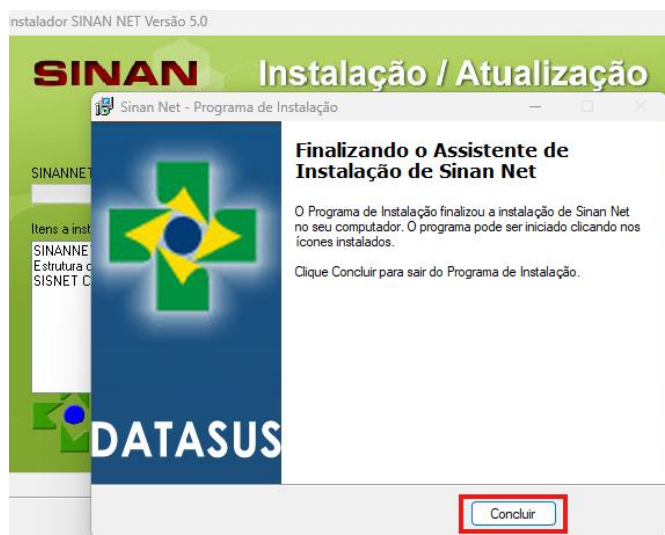 nstalador SINAN NET Versão 5.0
SINAN Instalação / Atualização
Sinan Net - Programa de Instalação
Finalizando o Assistente de
Instalação de Sinan Net
SINANNET
O Programa de Instalação finalizou a instalação de Sinan Net
no seu computador. O programa pode ser iniciado clicando nos
ícones instalados.
Itens a inst
SINANNE
Estrutura d
SISNET C
Clique Concluir para sair do Programa de Instalação.
DATASUS
Concluir